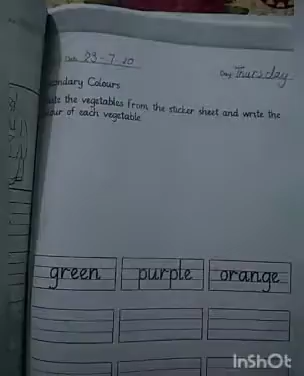 Date 23-7-20
Day Thursday
ondary Colours
the vegetables from the sticker sheet and write the
of each vegetable
green purple orange
InShOt